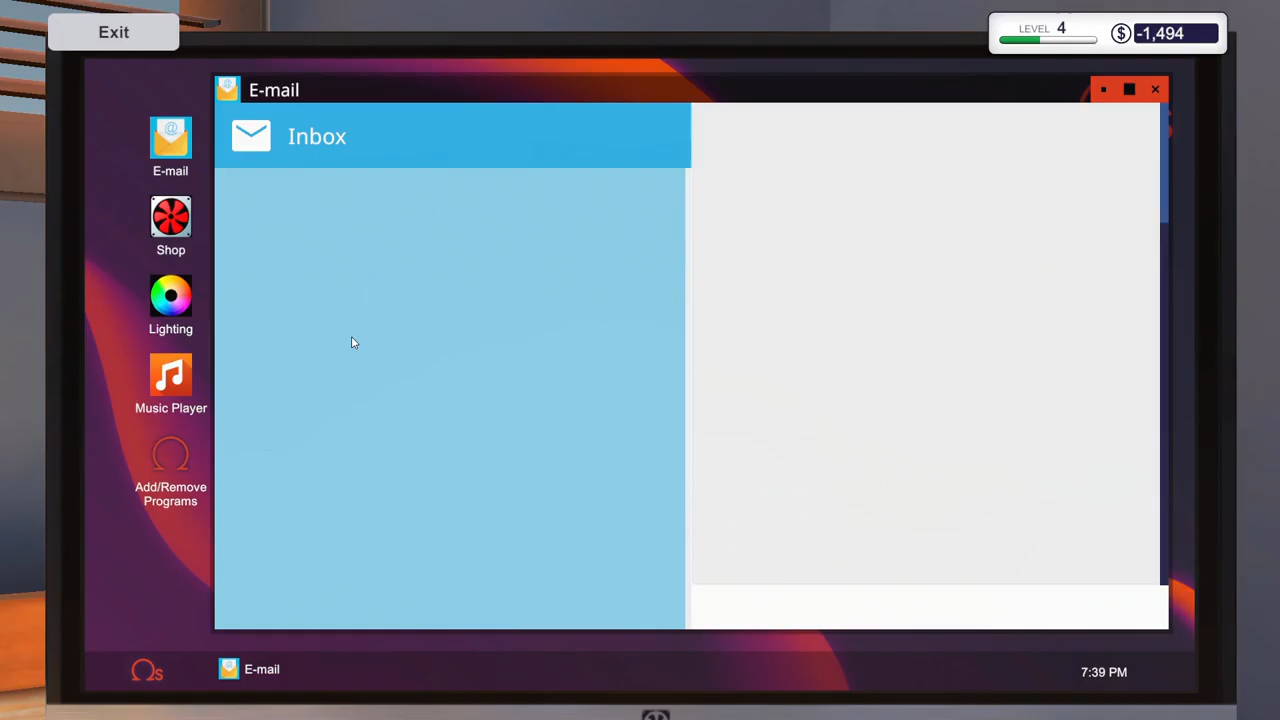 Exit
LEVEL 4
$ -1,494
E-mail
Inbox
E-mail
Shop
Lighting
Music Player
Add/Remove
Programs
Ωs
E-mail
7:39 PM